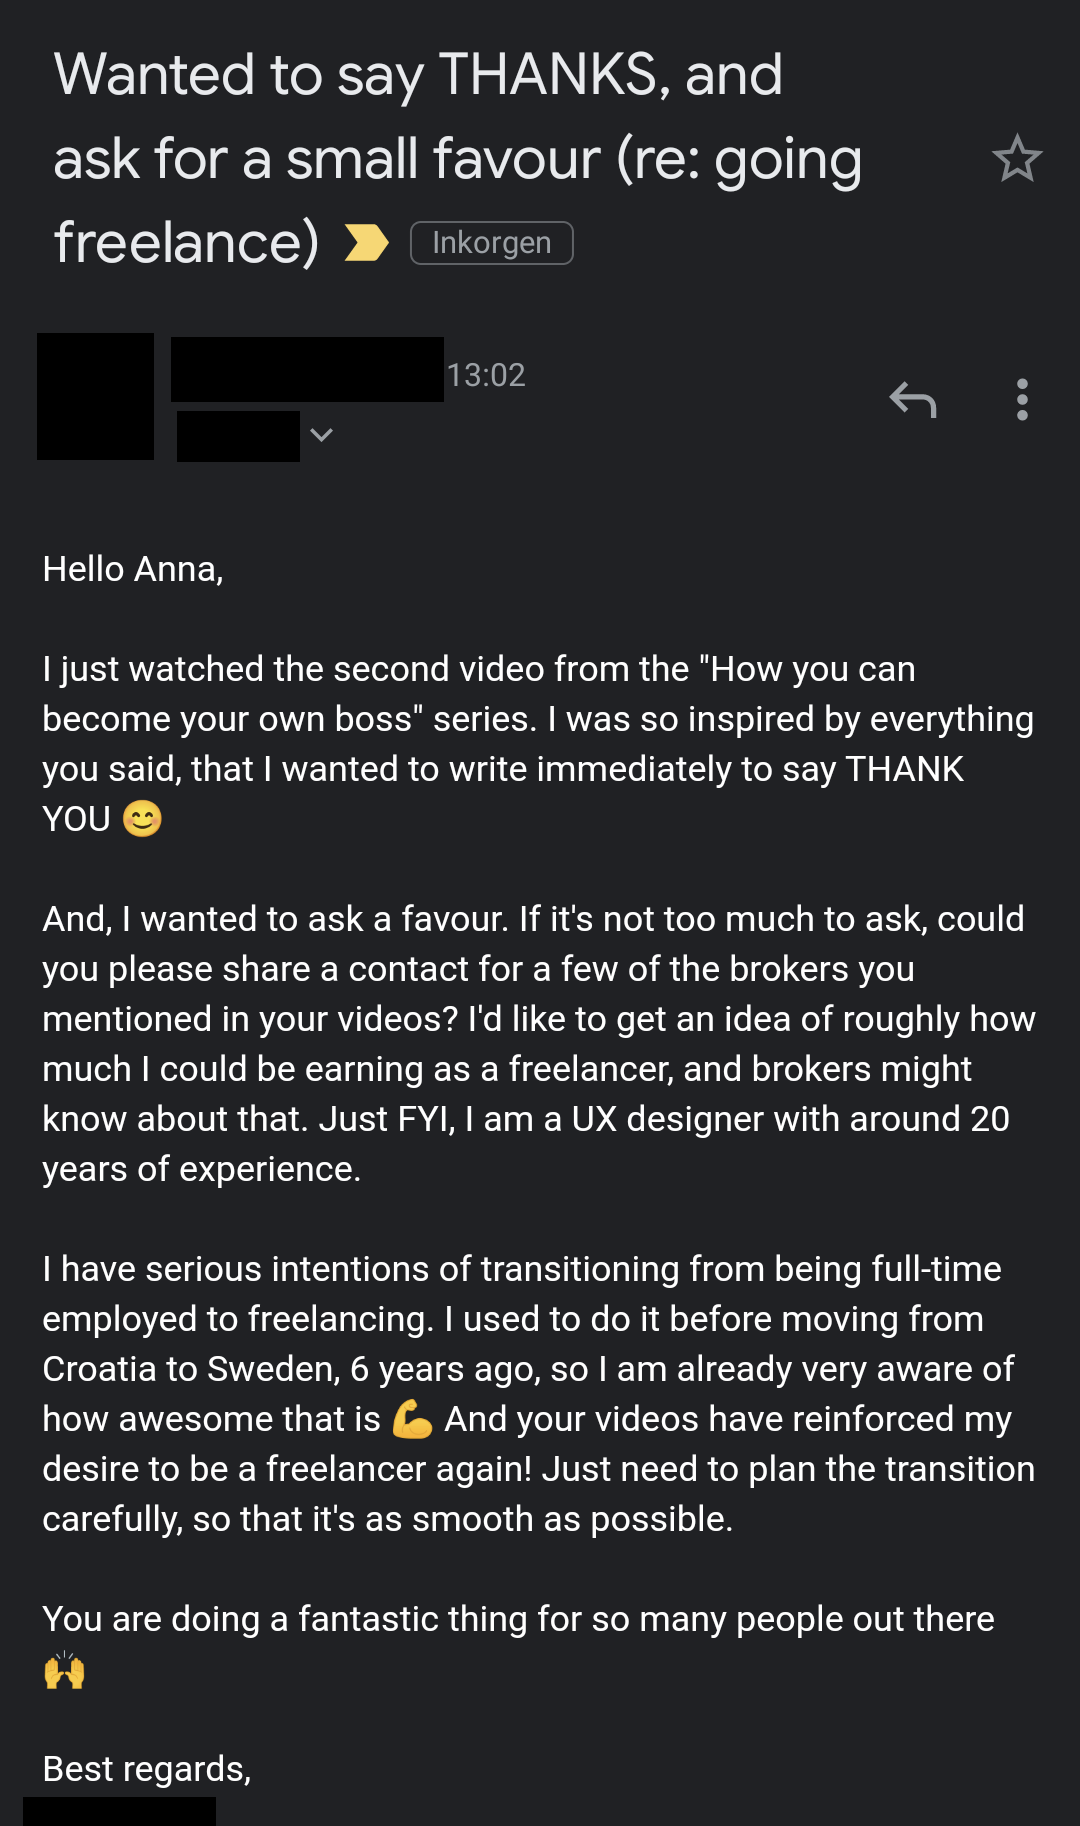 Wanted to say THANKS, and
ask for a small favour (re: going
freelance) Inkorgen
13:02
Hello Anna,
I just watched the second video from the "How you can
become your own boss" series. I was so inspired by everything
you said, that I wanted to write immediately to say THANK
YOU 😊
And, I wanted to ask a favour. If it's not too much to ask, could
you please share a contact for a few of the brokers you
mentioned in your videos? I'd like to get an idea of roughly how
much I could be earning as a freelancer, and brokers might
know about that. Just FYI, I am a UX designer with around 20
years of experience.
I have serious intentions of transitioning from being full-time
employed to freelancing. I used to do it before moving from
Croatia to Sweden, 6 years ago, so I am already very aware of
how awesome that is 💪 And your videos have reinforced my
desire to be a freelancer again! Just need to plan the transition
carefully, so that it's as smooth as possible.
You are doing a fantastic thing for so many people out there
🙌
Best regards,